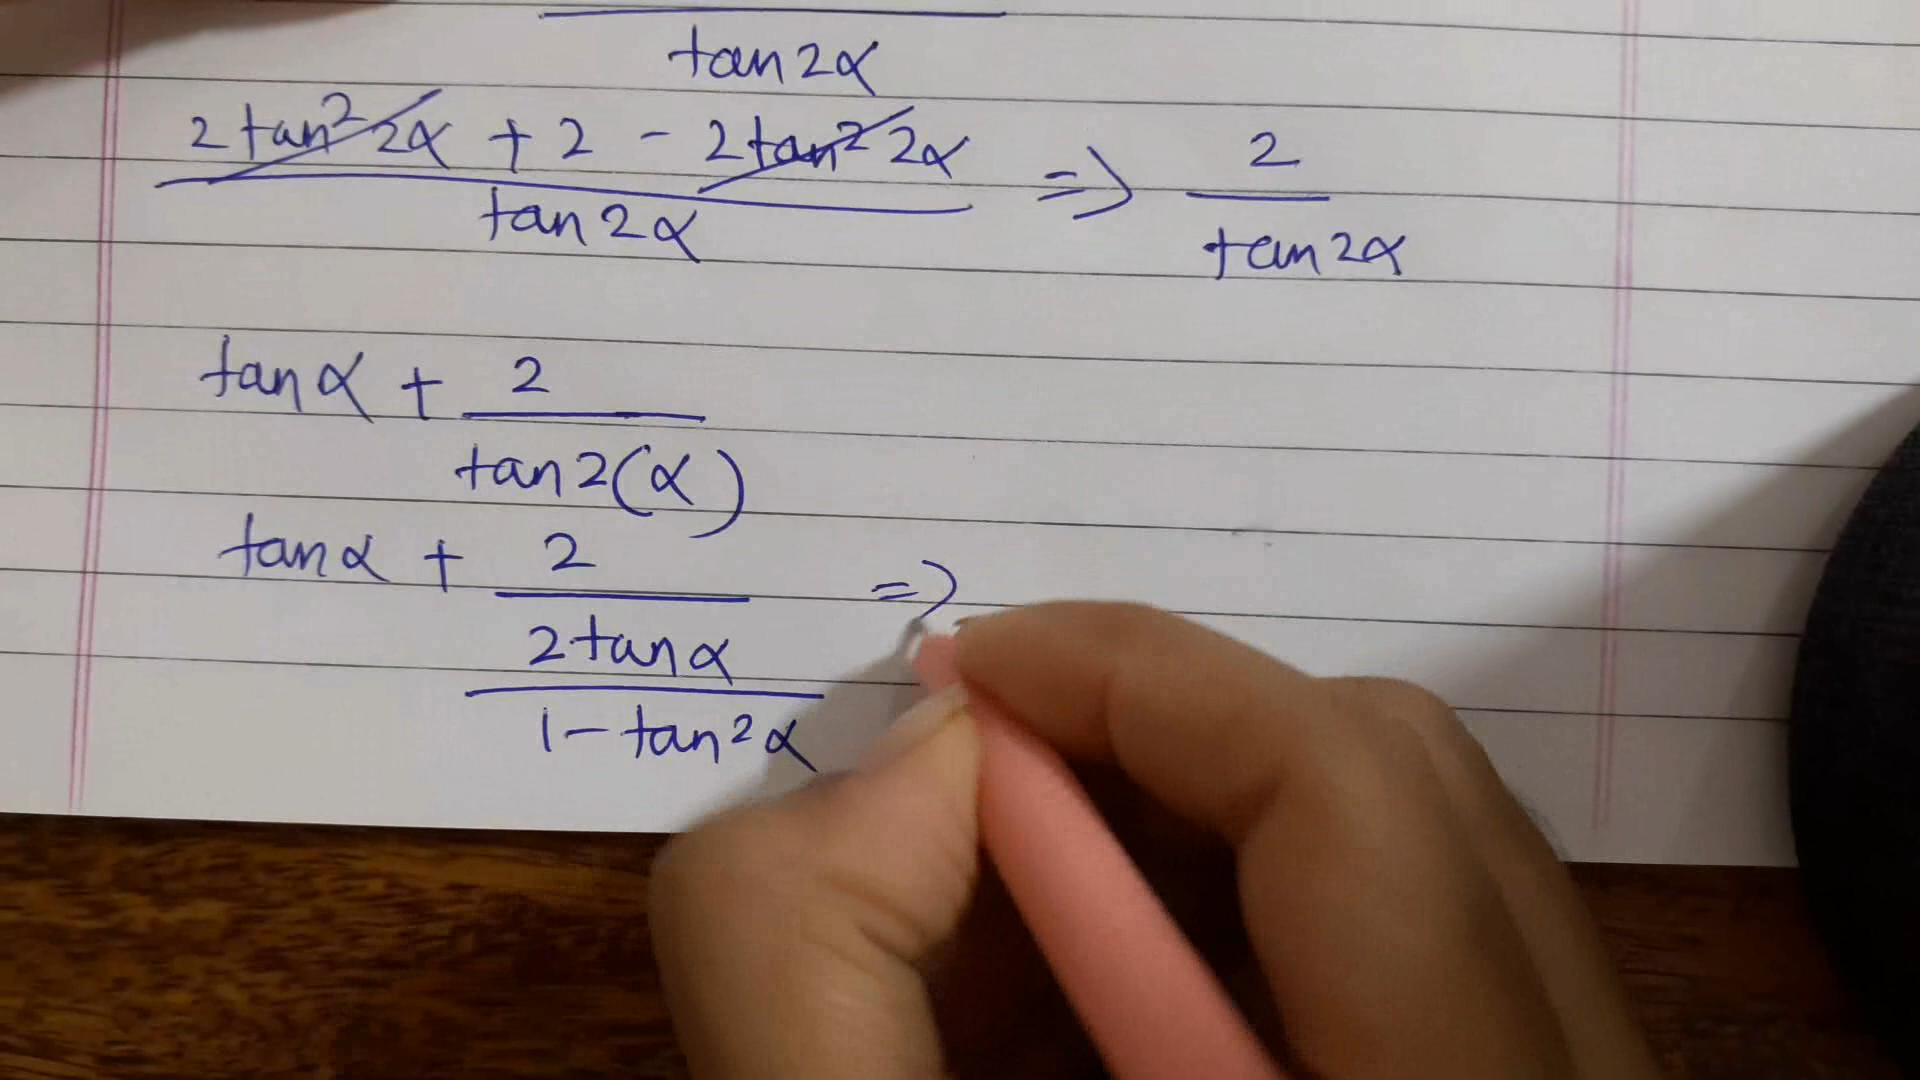 tan2α
2tan²2α + 2 - 2tan²2α => 2
tan2α tan2α
tanα + 2
tan2(α)
tanα + 2 =>
2tanα
1-tan²α